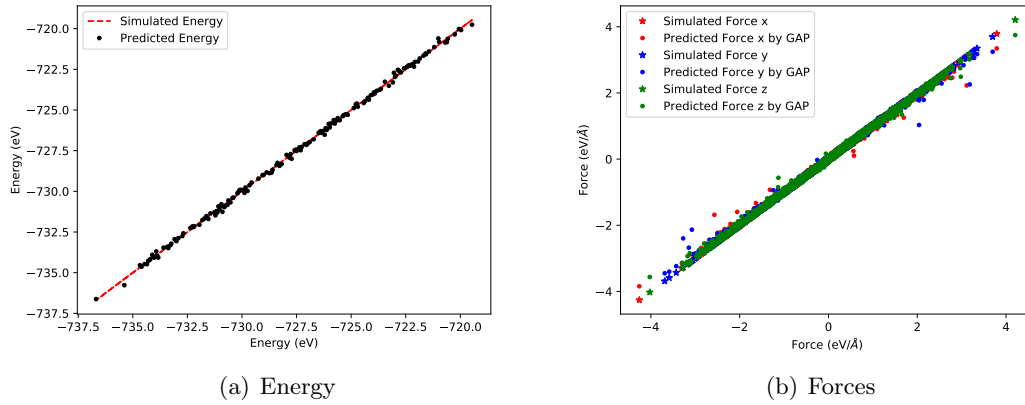 Simulated Energy
Predicted Energy
−720.0
−722.5
−725.0
−727.5
−730.0
−732.5
−735.0
−737.5
Energy (eV)
−737.5 −735.0 −732.5 −730.0 −727.5 −725.0 −722.5 −720.0
Energy (eV)
(a) Energy
Simulated Force x
Predicted Force x by GAP
Simulated Force y
Predicted Force y by GAP
Simulated Force z
Predicted Force z by GAP
4
2
0
−2
−4
Force (eV/Å)
−4 −2 0 2 4
Force (eV/Å)
(b) Forces